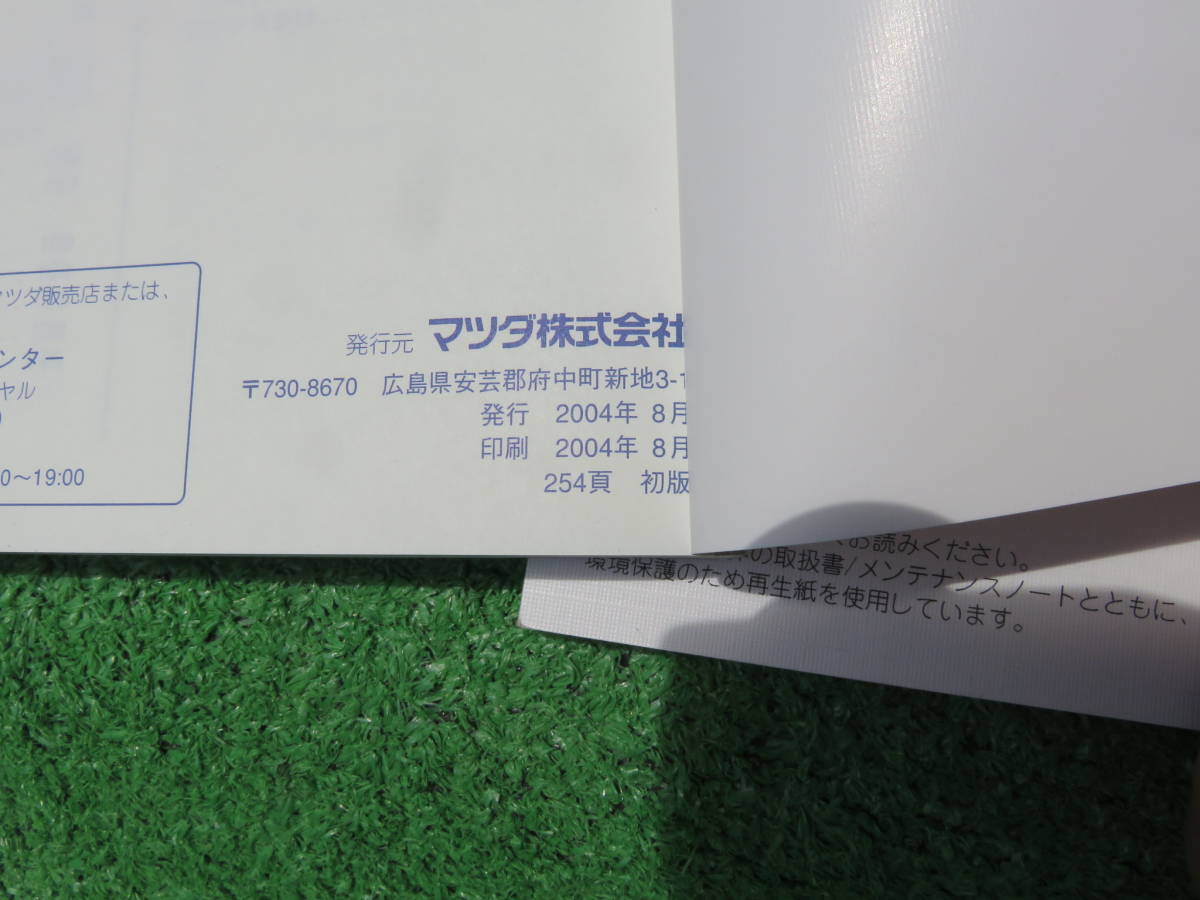 マツダ販売店または、
ンター
ヤル
0〜19:00
発行元 マツダ株式会社
〒730-8670 広島県安芸郡府中町新地3-1
発行 2004年 8月
印刷 2004年 8月
254頁 初版
、お読みください。
の取扱書/メンテナンスノートとともに、
環境保護のため再生紙を使用しています。